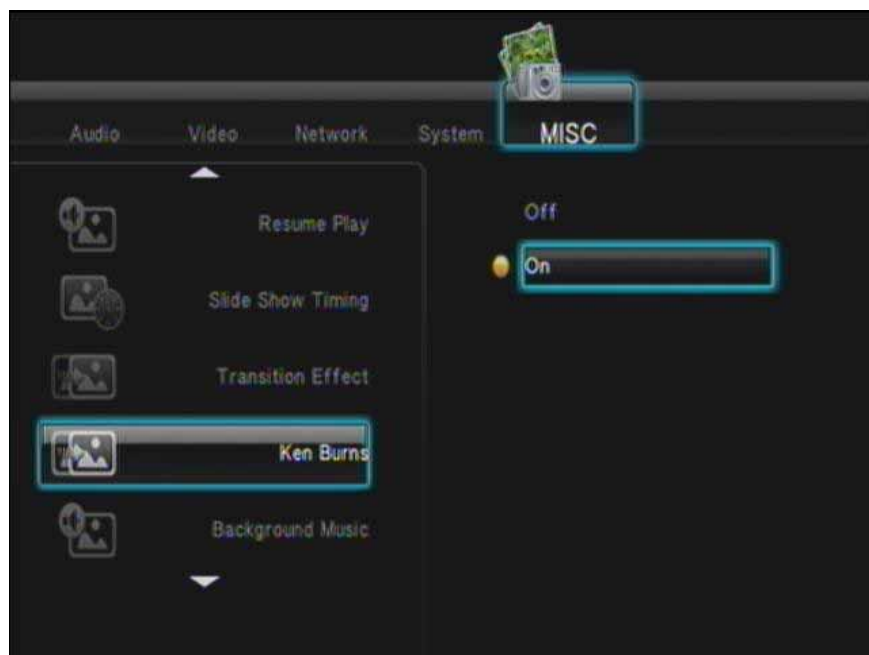 Audio Video Network System MISC
Resume Play
Slide Show Timing
Transition Effect
Ken Burns
Background Music
Off
On